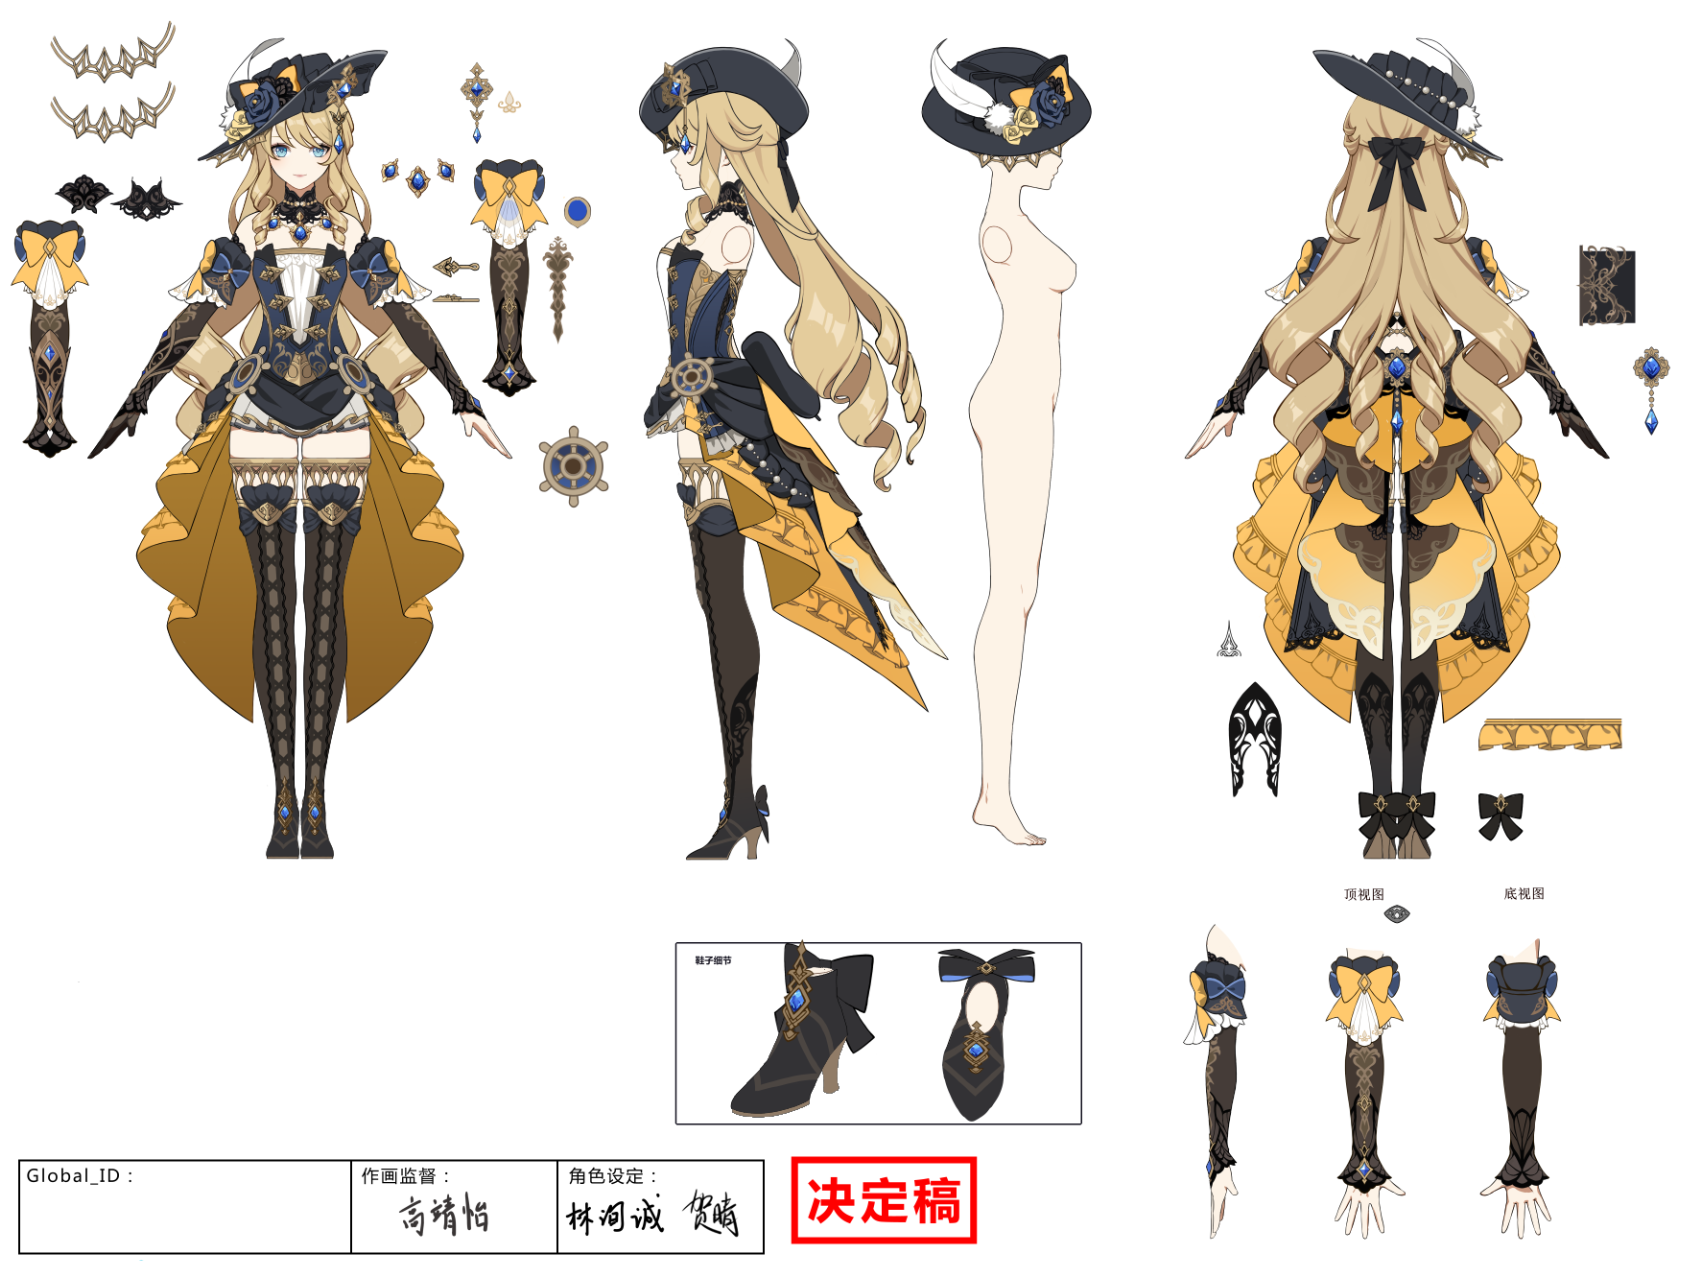 顶视图
底视图
鞋子细节
Global_ID：
作画监督：
高靖怡
角色设定：
林洵诚 贺晴
决定稿